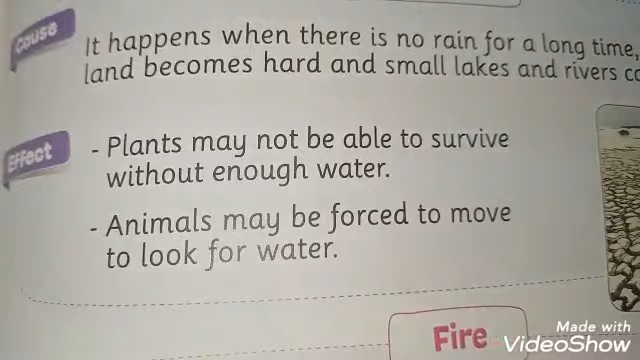 Cause
It happens when there is no rain for a long time,
land becomes hard and small lakes and rivers
Effect
- Plants may not be able to survive
without enough water.
- Animals may be forced to move
to look for water.
Fire
Made with
VideoShow